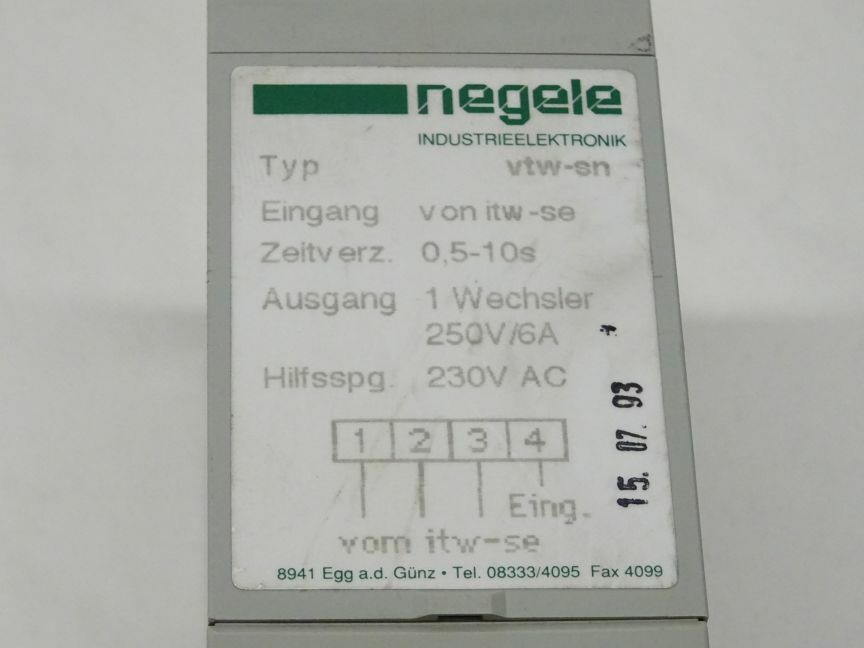 negele
INDUSTRIEELEKTRONIK
Typ vtw-sn
Eingang von itw-se
Zeitverz. 0,5-10s
Ausgang 1 Wechsler
250V/6A
Hilfsspg. 230V AC
1 2 3 4
Eing.
vom itw-se
15. 07. 93 *
8941 Egg a.d. Günz • Tel. 08333/4095 Fax 4099